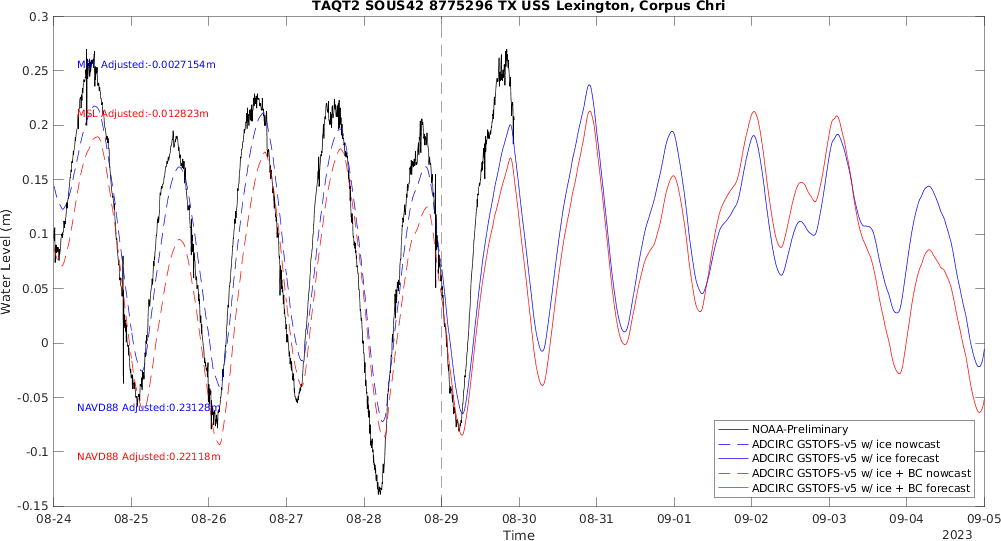 TAQT2 SOUS42 8775296 TX USS Lexington, Corpus Chri
0.3
0.25
0.2
0.15
0.1
0.05
0
-0.05
-0.1
-0.15
Water Level (m)
MSL Adjusted:-0.0027154m
MSL Adjusted:-0.012823m
NAVD88 Adjusted:0.23128m
NAVD88 Adjusted:0.22118m
NOAA-Preliminary
ADCIRC GSTOFS-v5 w/ ice nowcast
ADCIRC GSTOFS-v5 w/ ice forecast
ADCIRC GSTOFS-v5 w/ ice + BC nowcast
ADCIRC GSTOFS-v5 w/ ice + BC forecast
08-24 08-25 08-26 08-27 08-28 08-29 08-30 08-31 09-01 09-02 09-03 09-04 09-05
Time
2023